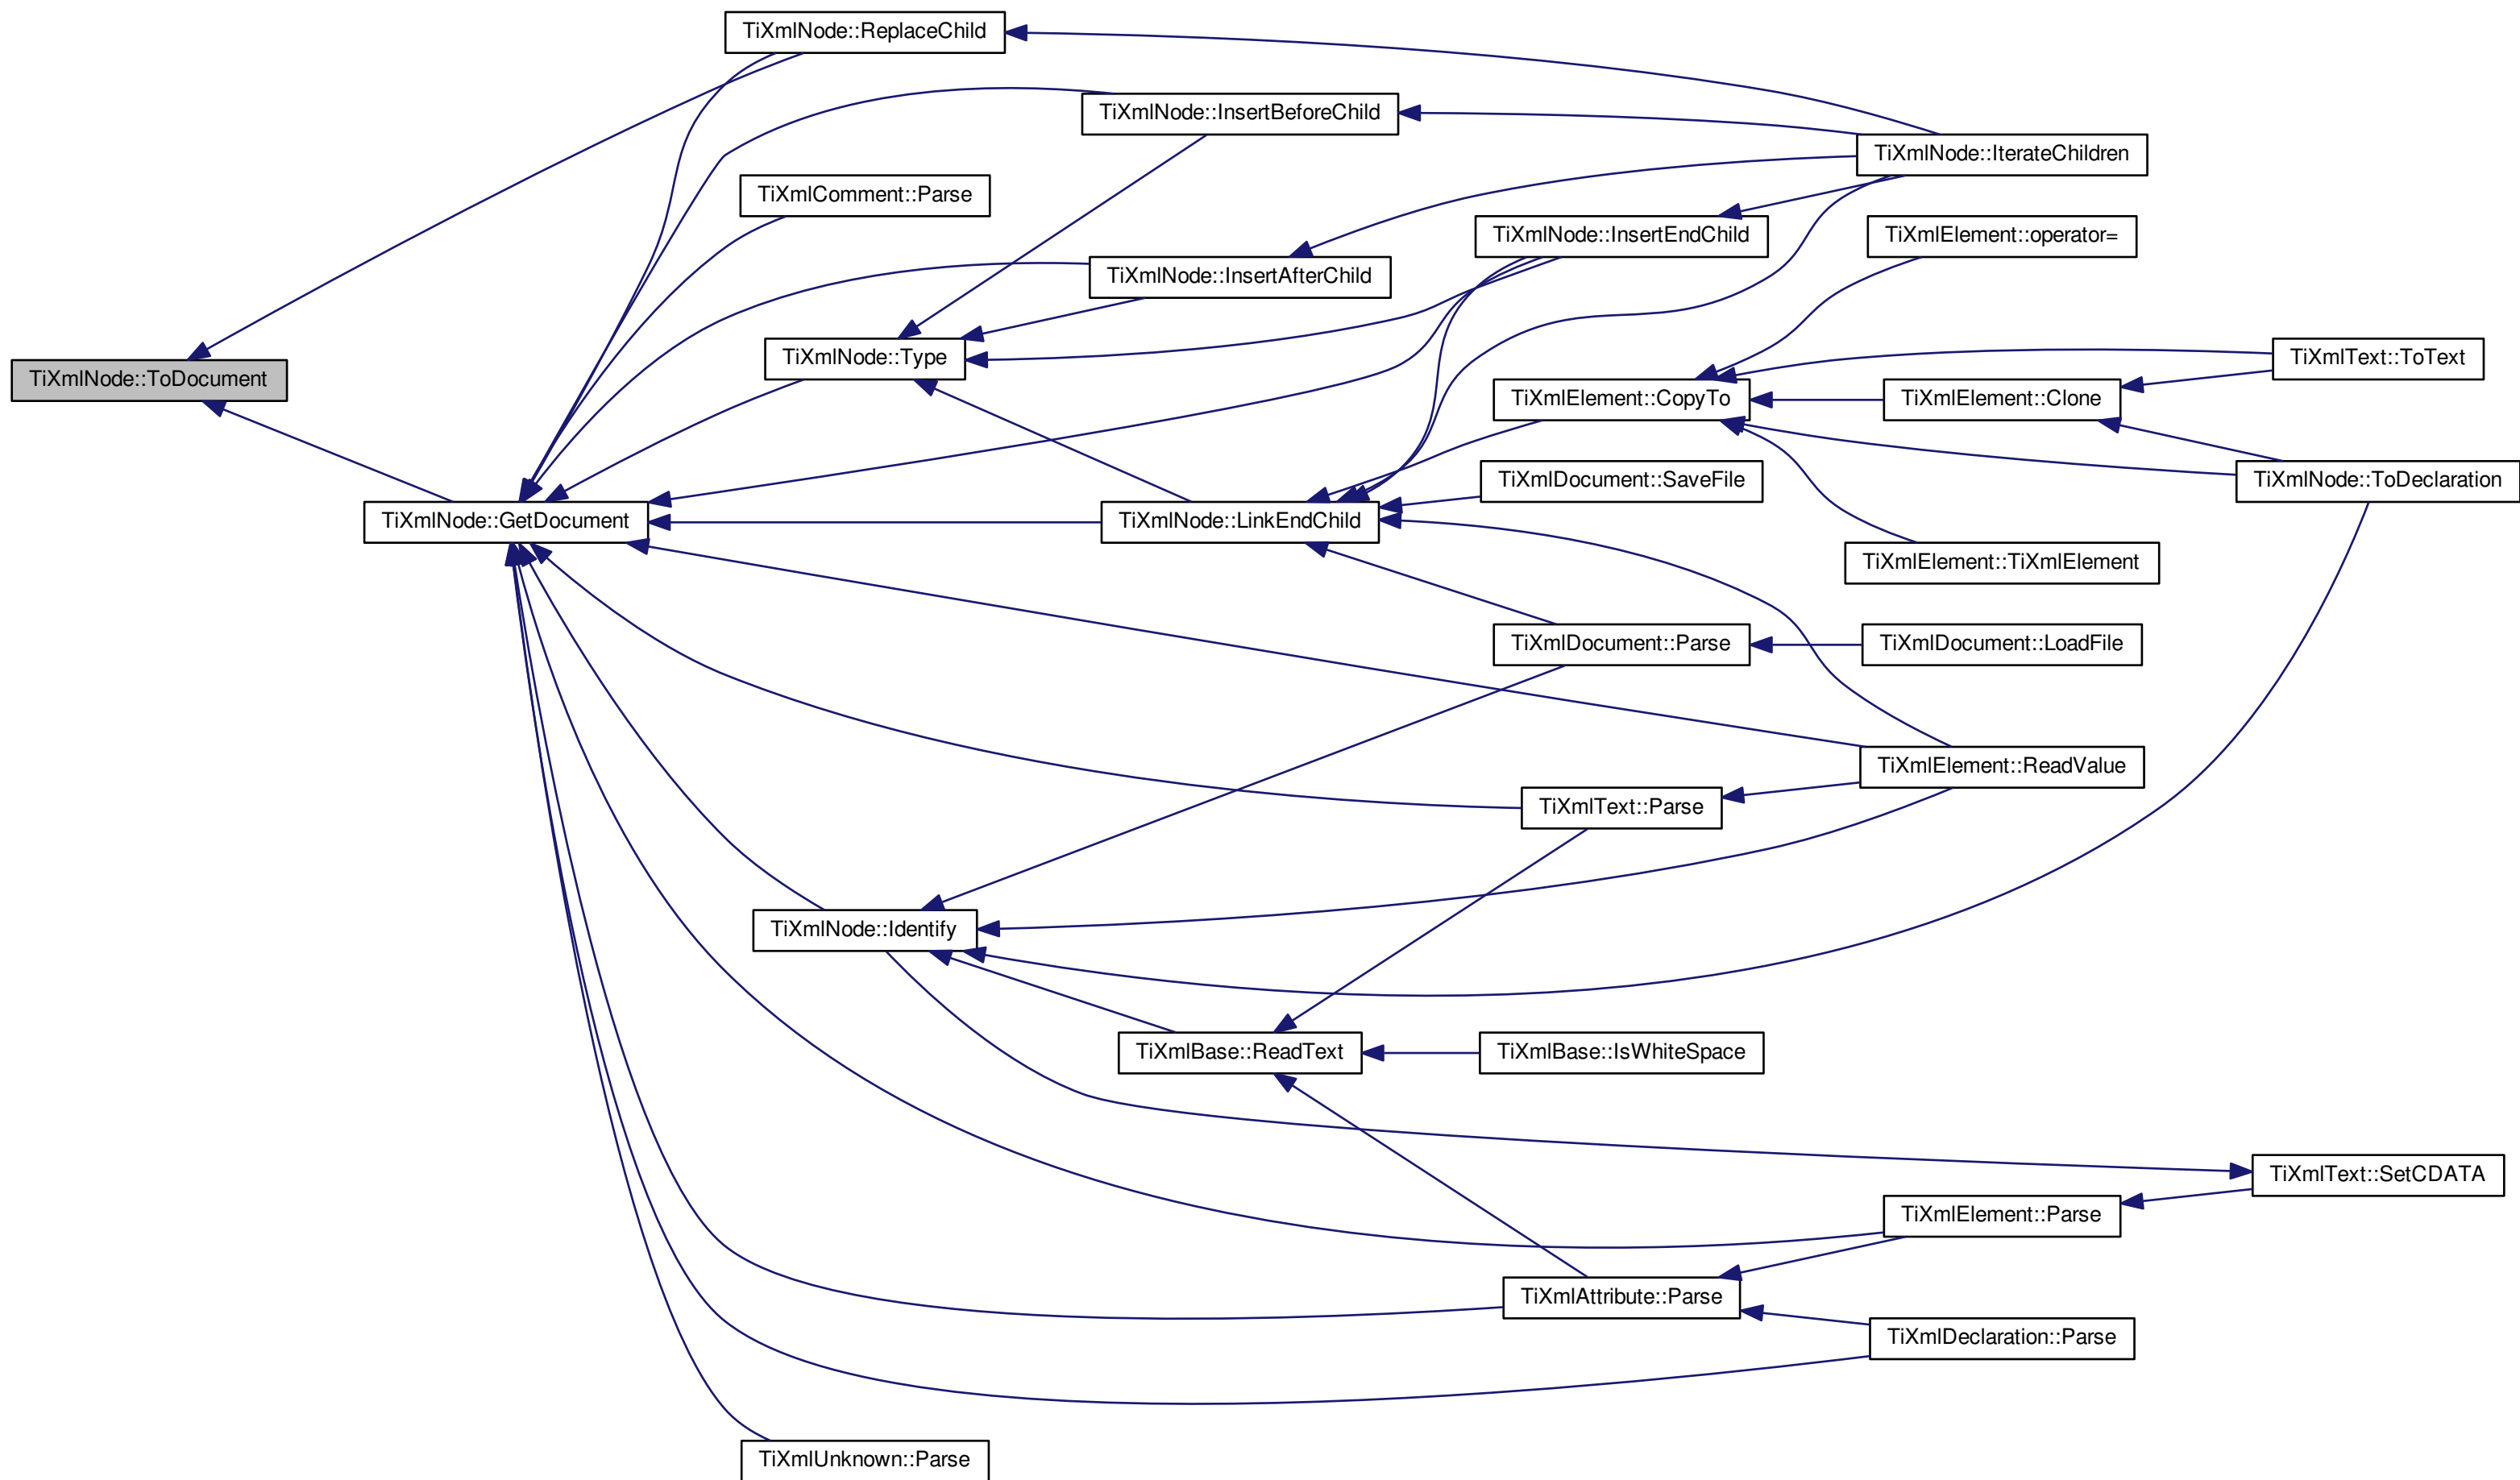 TiXmlNode::ReplaceChild
TiXmlNode::InsertBeforeChild
TiXmlNode::IterateChildren
TiXmlComment::Parse
TiXmlNode::InsertEndChild
TiXmlElement::operator=
TiXmlNode::InsertAfterChild
TiXmlNode::Type
TiXmlText::ToText
TiXmlNode::ToDocument
TiXmlElement::CopyTo
TiXmlElement::Clone
TiXmlDocument::SaveFile
TiXmlNode::ToDeclaration
TiXmlNode::GetDocument
TiXmlNode::LinkEndChild
TiXmlElement::TiXmlElement
TiXmlDocument::Parse
TiXmlDocument::LoadFile
TiXmlElement::ReadValue
TiXmlText::Parse
TiXmlNode::Identify
TiXmlBase::ReadText
TiXmlBase::IsWhiteSpace
TiXmlText::SetCDATA
TiXmlElement::Parse
TiXmlAttribute::Parse
TiXmlDeclaration::Parse
TiXmlUnknown::Parse